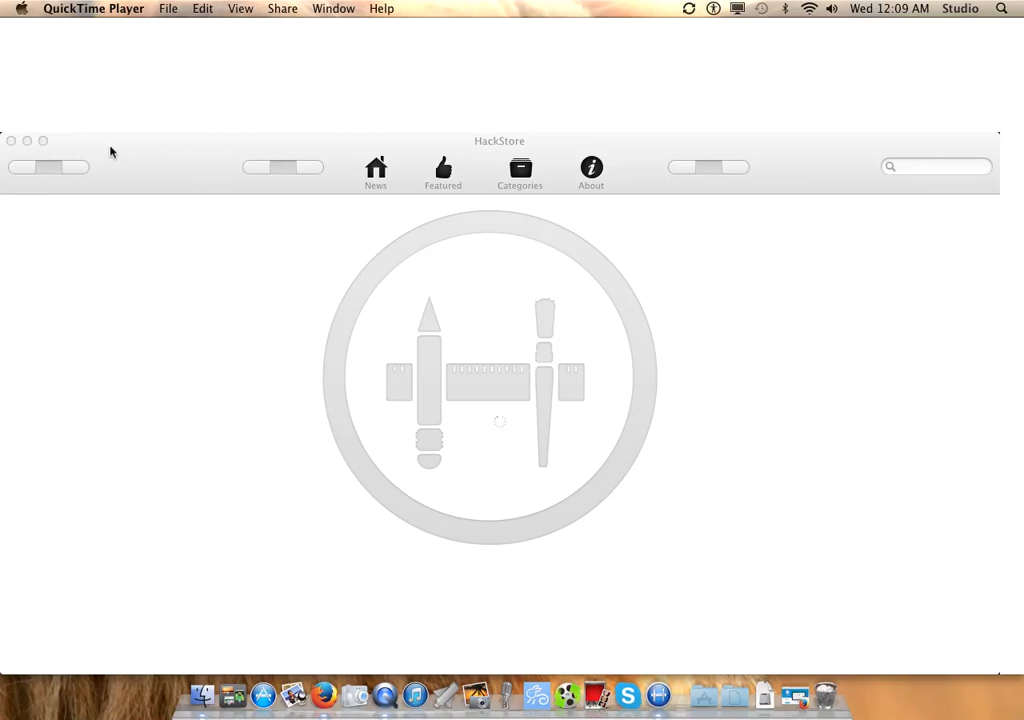 QuickTime Player File Edit View Share Window Help Wed 12:09 AM Studio
HackStore
News Featured Categories About